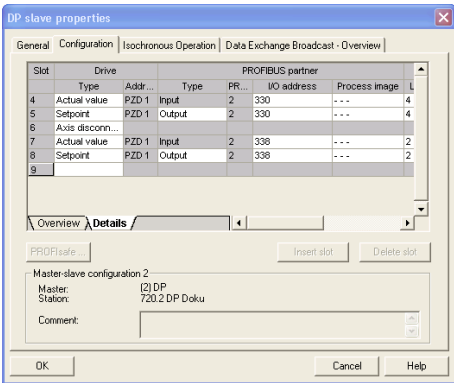 DP slave properties
General Configuration Isochronous Operation Data Exchange Broadcast - Overview
Slot Drive PROFIBUS partner
Type Addr... Type PR... I/O address Process image L
4 Actual value PZD 1 Input 2 330 - - - 4
5 Setpoint PZD 1 Output 2 330 - - - 4
6 Axis disconn...
7 Actual value PZD 1 Input 2 338 - - - 2
8 Setpoint PZD 1 Output 2 338 - - - 2
9
Overview Details
PROFIsafe ... Insert slot Delete slot
Master-slave configuration 2
Master: (2) DP
Station: 720.2 DP Doku
Comment:
OK Cancel Help